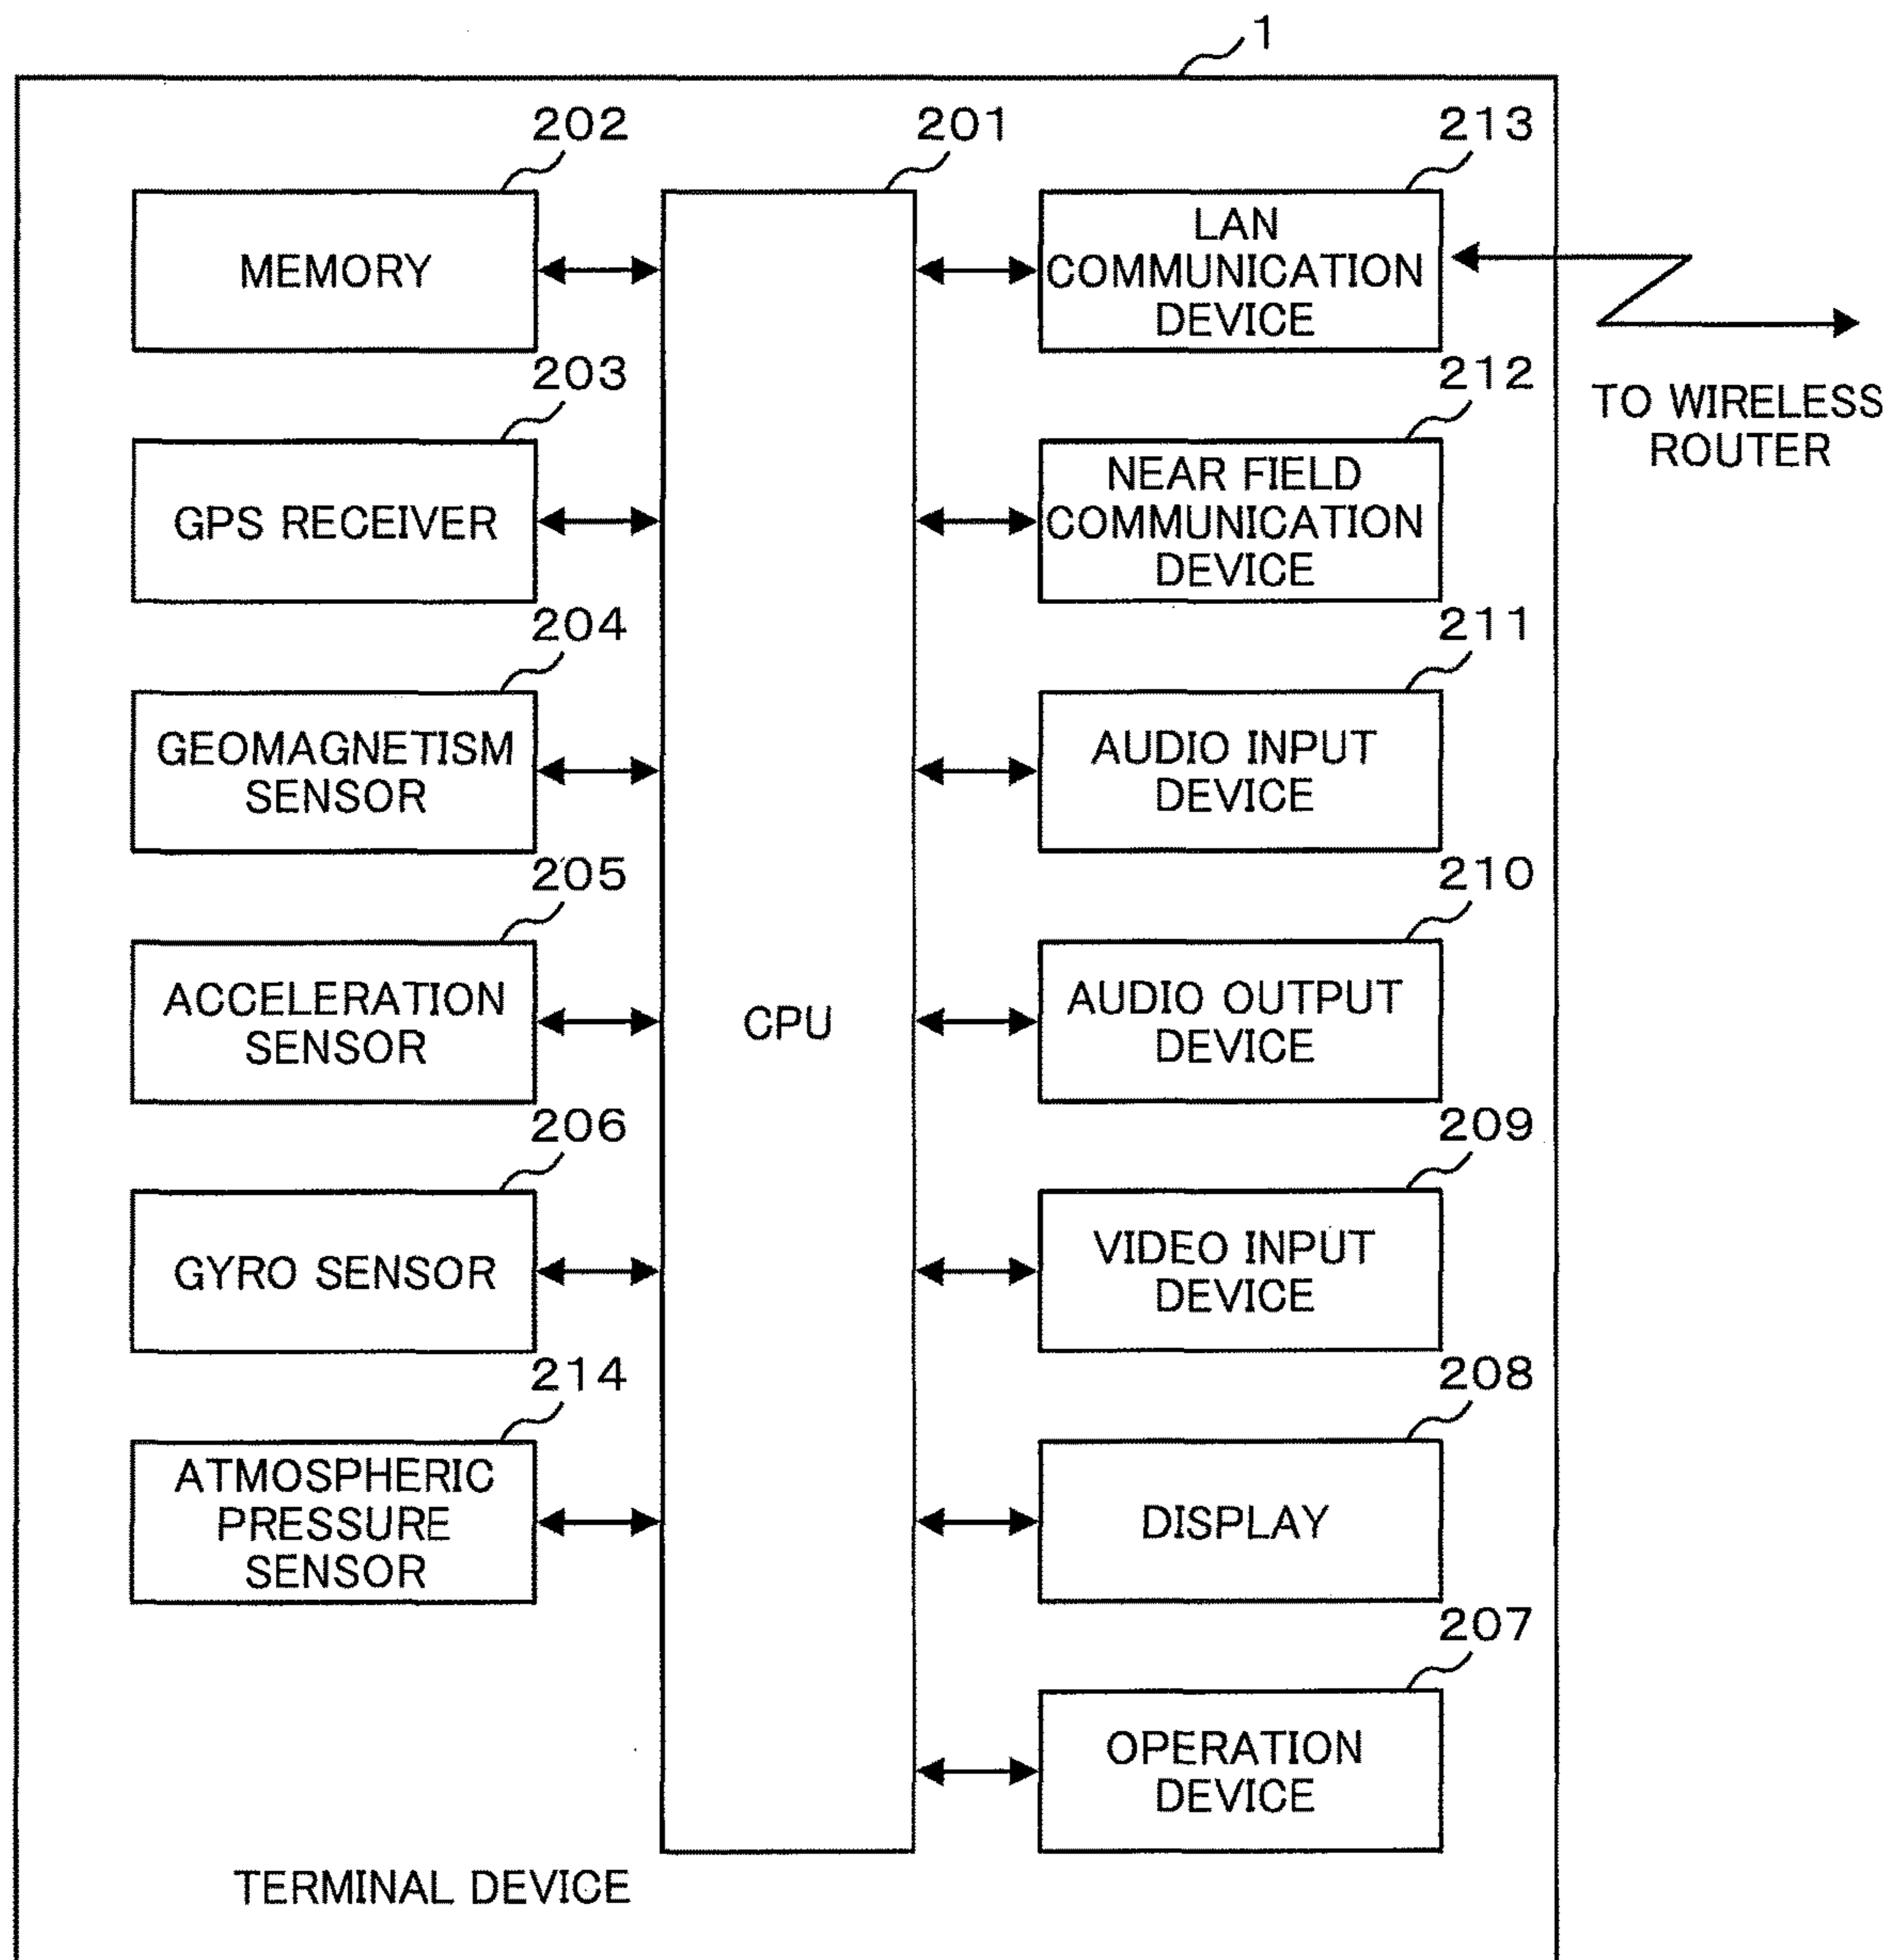 1
202
201
213
MEMORY
LAN
COMMUNICATION
DEVICE
203
212
TO WIRELESS
ROUTER
GPS RECEIVER
NEAR FIELD
COMMUNICATION
DEVICE
204
211
GEOMAGNETISM
SENSOR
AUDIO INPUT
DEVICE
205
210
ACCELERATION
SENSOR
CPU
AUDIO OUTPUT
DEVICE
206
209
GYRO SENSOR
VIDEO INPUT
DEVICE
214
208
ATMOSPHERIC
PRESSURE
SENSOR
DISPLAY
207
OPERATION
DEVICE
TERMINAL DEVICE